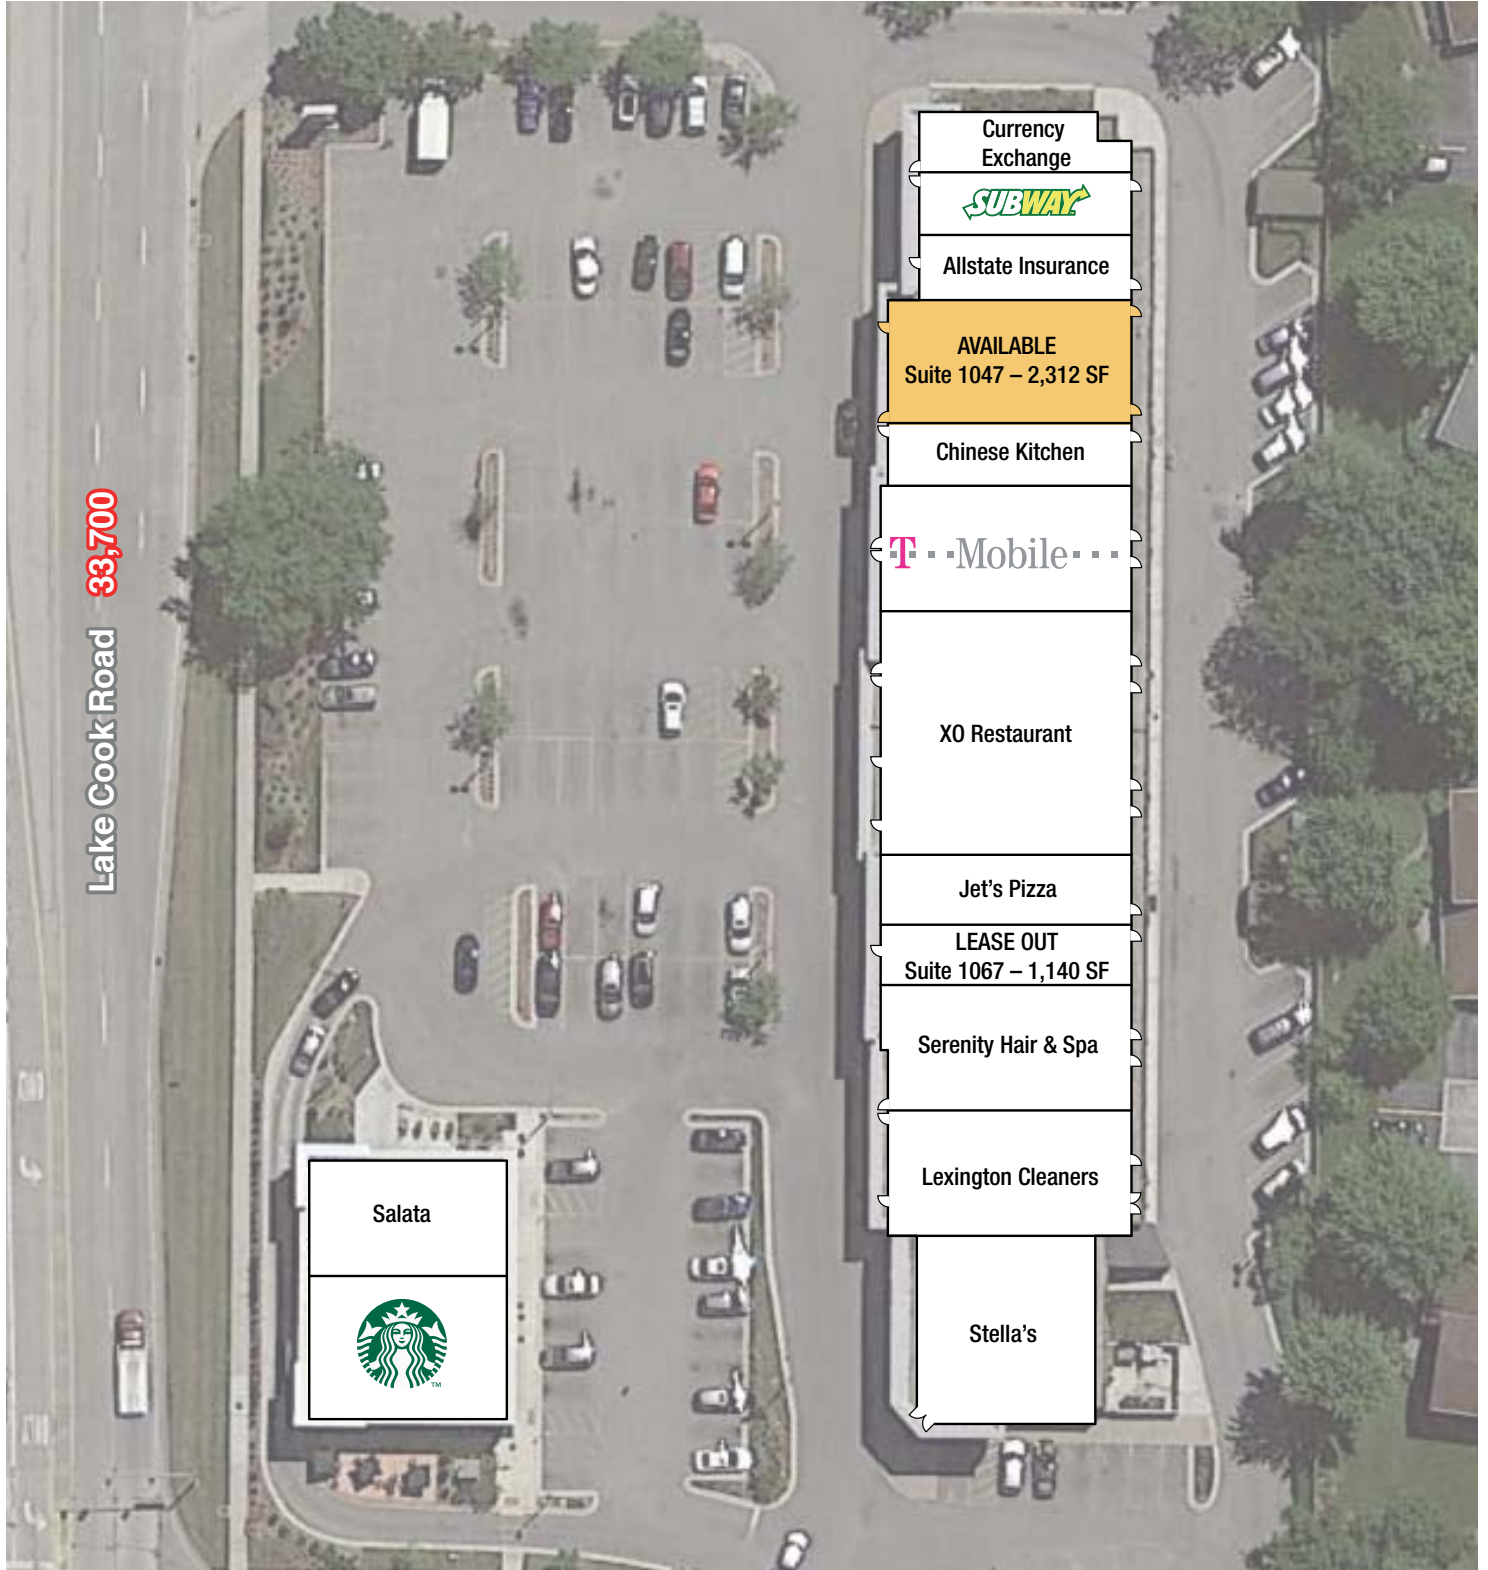 Currency
Exchange
SUBWAY
Allstate Insurance
AVAILABLE
Suite 1047 – 2,312 SF
Chinese Kitchen
T Mobile
XO Restaurant
Jet's Pizza
LEASE OUT
Suite 1067 – 1,140 SF
Serenity Hair & Spa
Lexington Cleaners
Stella's
Salata
TM
Lake Cook Road 33,700